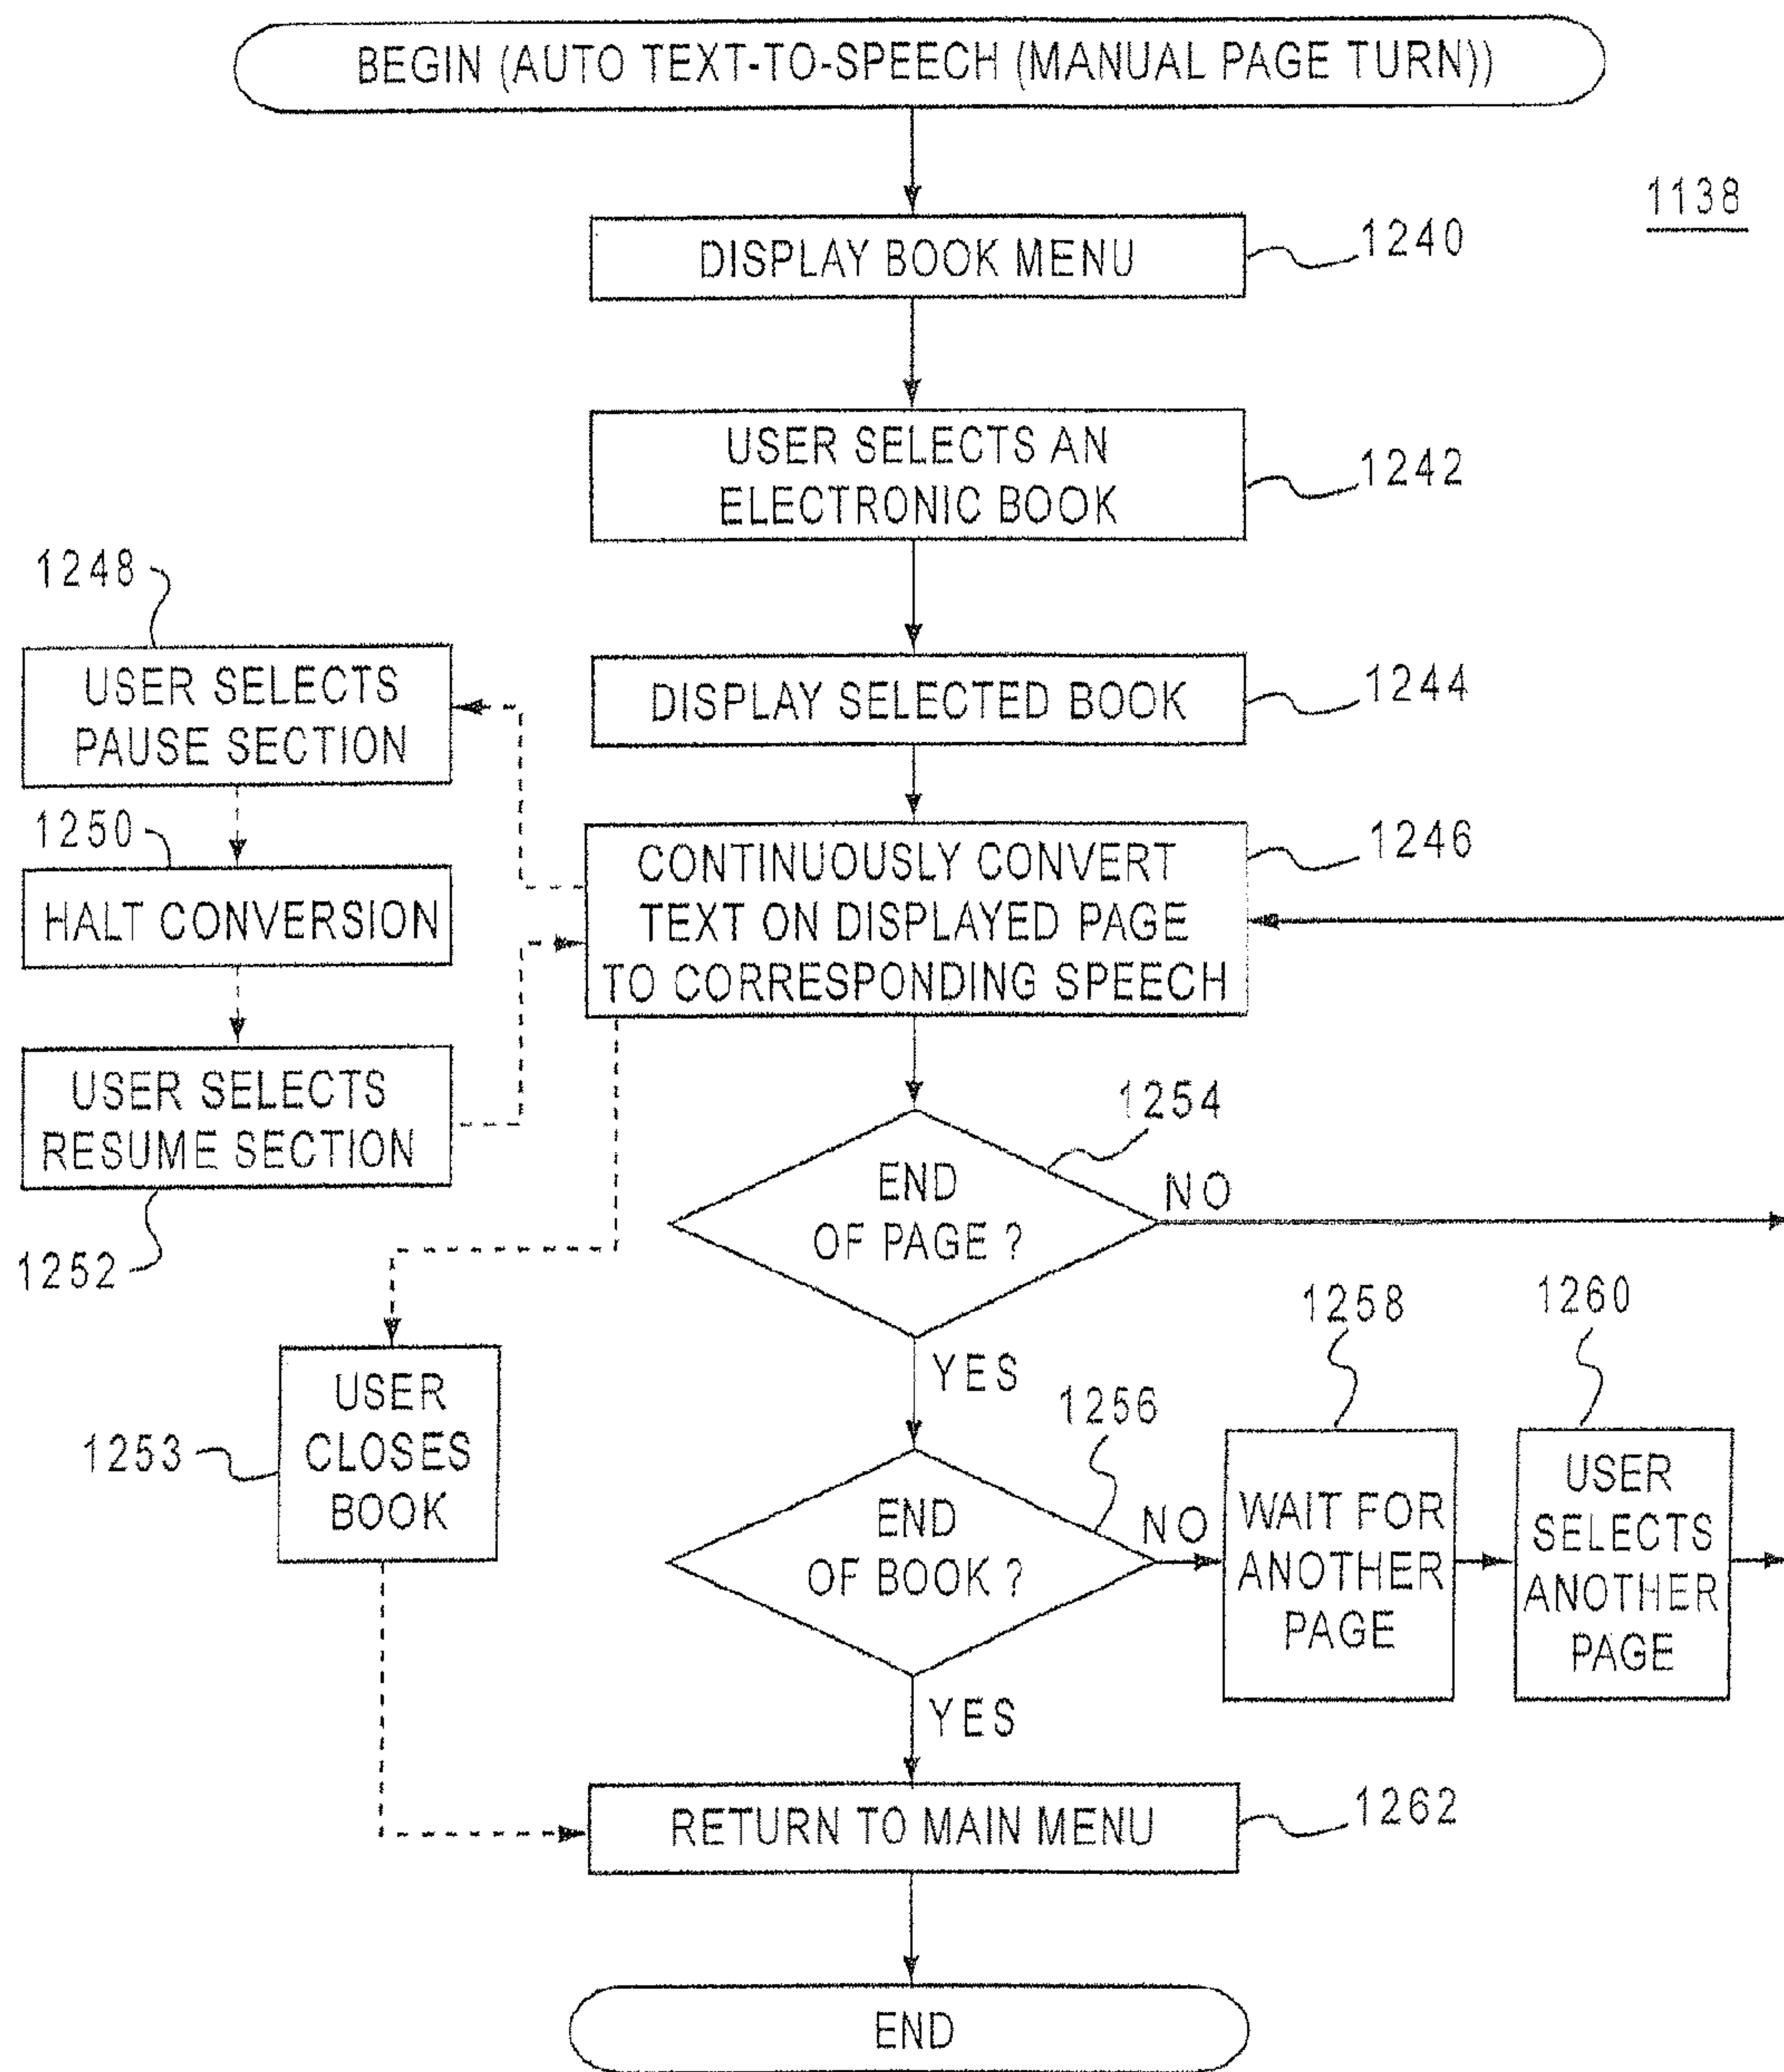 BEGIN (AUTO TEXT-TO-SPEECH (MANUAL PAGE TURN))
1138
DISPLAY BOOK MENU
1240
USER SELECTS AN
ELECTRONIC BOOK
1242
DISPLAY SELECTED BOOK
1244
1248
USER SELECTS
PAUSE SECTION
1250
HALT CONVERSION
USER SELECTS
RESUME SECTION
1252
CONTINUOUSLY CONVERT
TEXT ON DISPLAYED PAGE
TO CORRESPONDING SPEECH
1246
1254
END
OF PAGE ?
NO
YES
1253
USER
CLOSES
BOOK
1256
END
OF BOOK ?
NO
1258
WAIT FOR
ANOTHER
PAGE
1260
USER
SELECTS
ANOTHER
PAGE
YES
RETURN TO MAIN MENU
1262
END